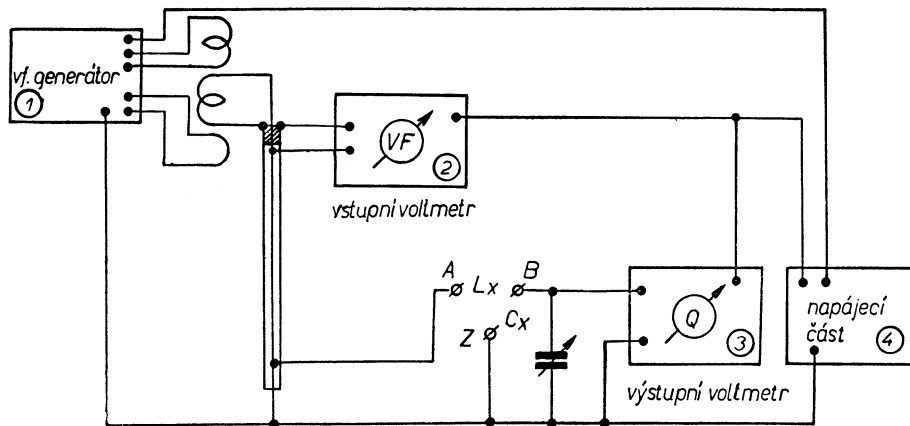 vf. generátor
1
VF
2
vstupní voltmetr
A Lx B
Z Cx
Q
3
výstupní voltmetr
napájecí
část
4